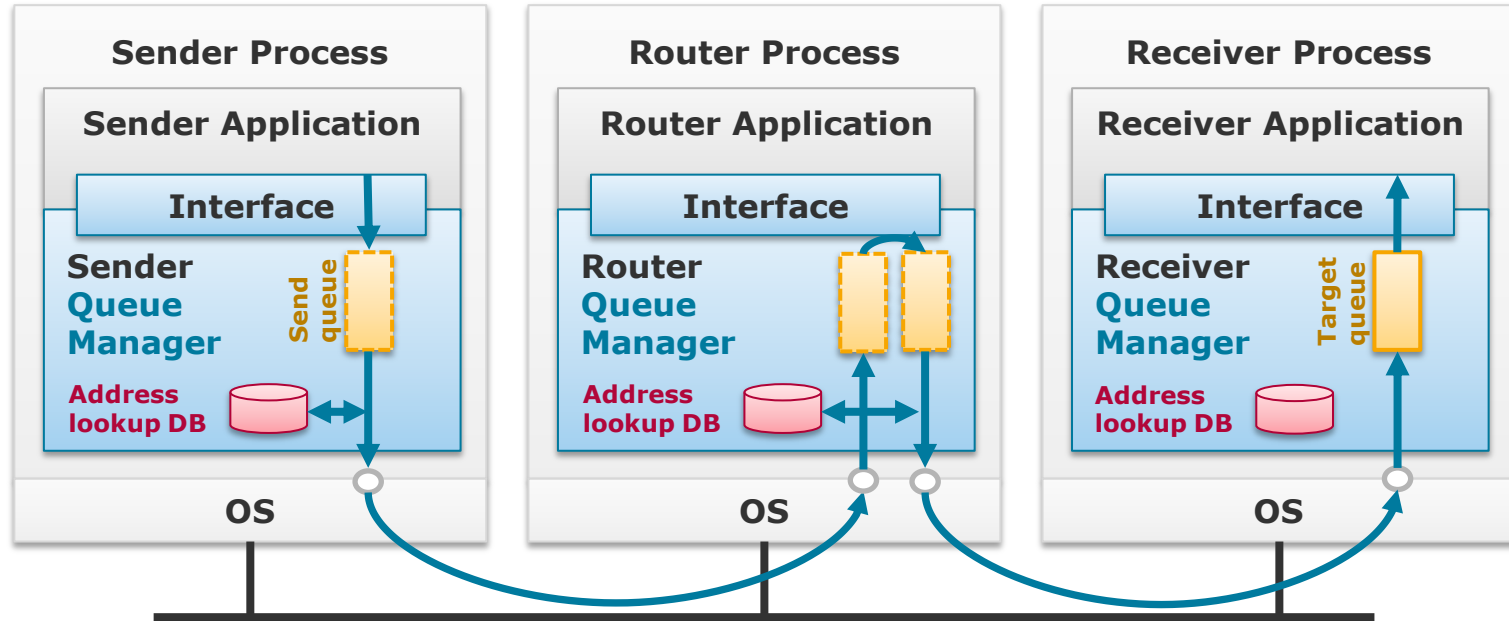 Sender Process
Sender Application
Interface
Sender
Queue
Manager
Send
queue
Address
lookup DB
OS
Router Process
Router Application
Interface
Router
Queue
Manager
Address
lookup DB
OS
Receiver Process
Receiver Application
Interface
Receiver
Queue
Manager
Target
queue
Address
lookup DB
OS